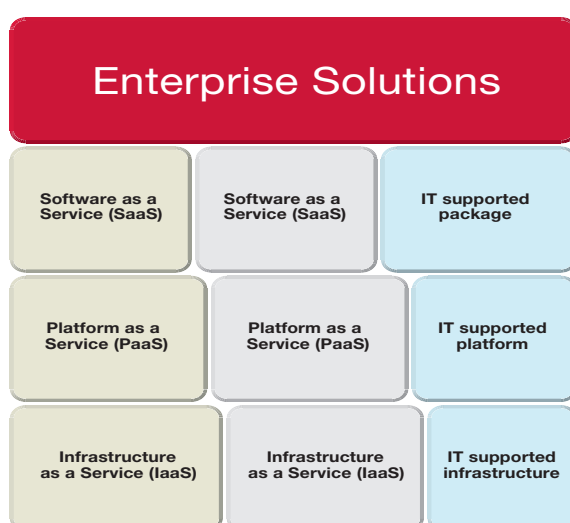 Enterprise Solutions
Software as a
Service (SaaS)
Software as a
Service (SaaS)
IT supported
package
Platform as a
Service (PaaS)
Platform as a
Service (PaaS)
IT supported
platform
Infrastructure
as a Service (IaaS)
Infrastructure
as a Service (IaaS)
IT supported
infrastructure